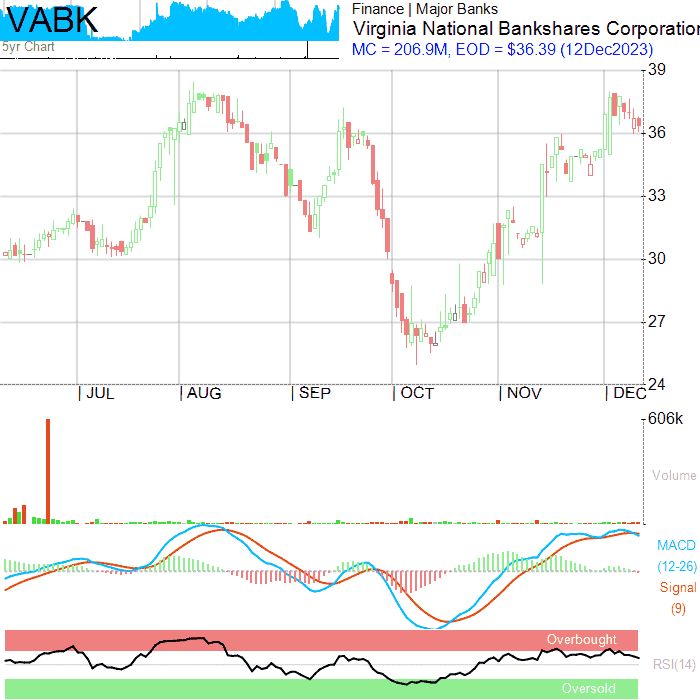 VABK
5yr Chart
Finance | Major Banks
Virginia National Bankshares Corporation
MC = 206.9M, EOD = $36.39 (12Dec2023)
39
36
33
30
27
24
JUL AUG SEP OCT NOV DEC
606k
Volume
MACD
(12-26)
Signal
(9)
Overbought
RSI(14)
Oversold